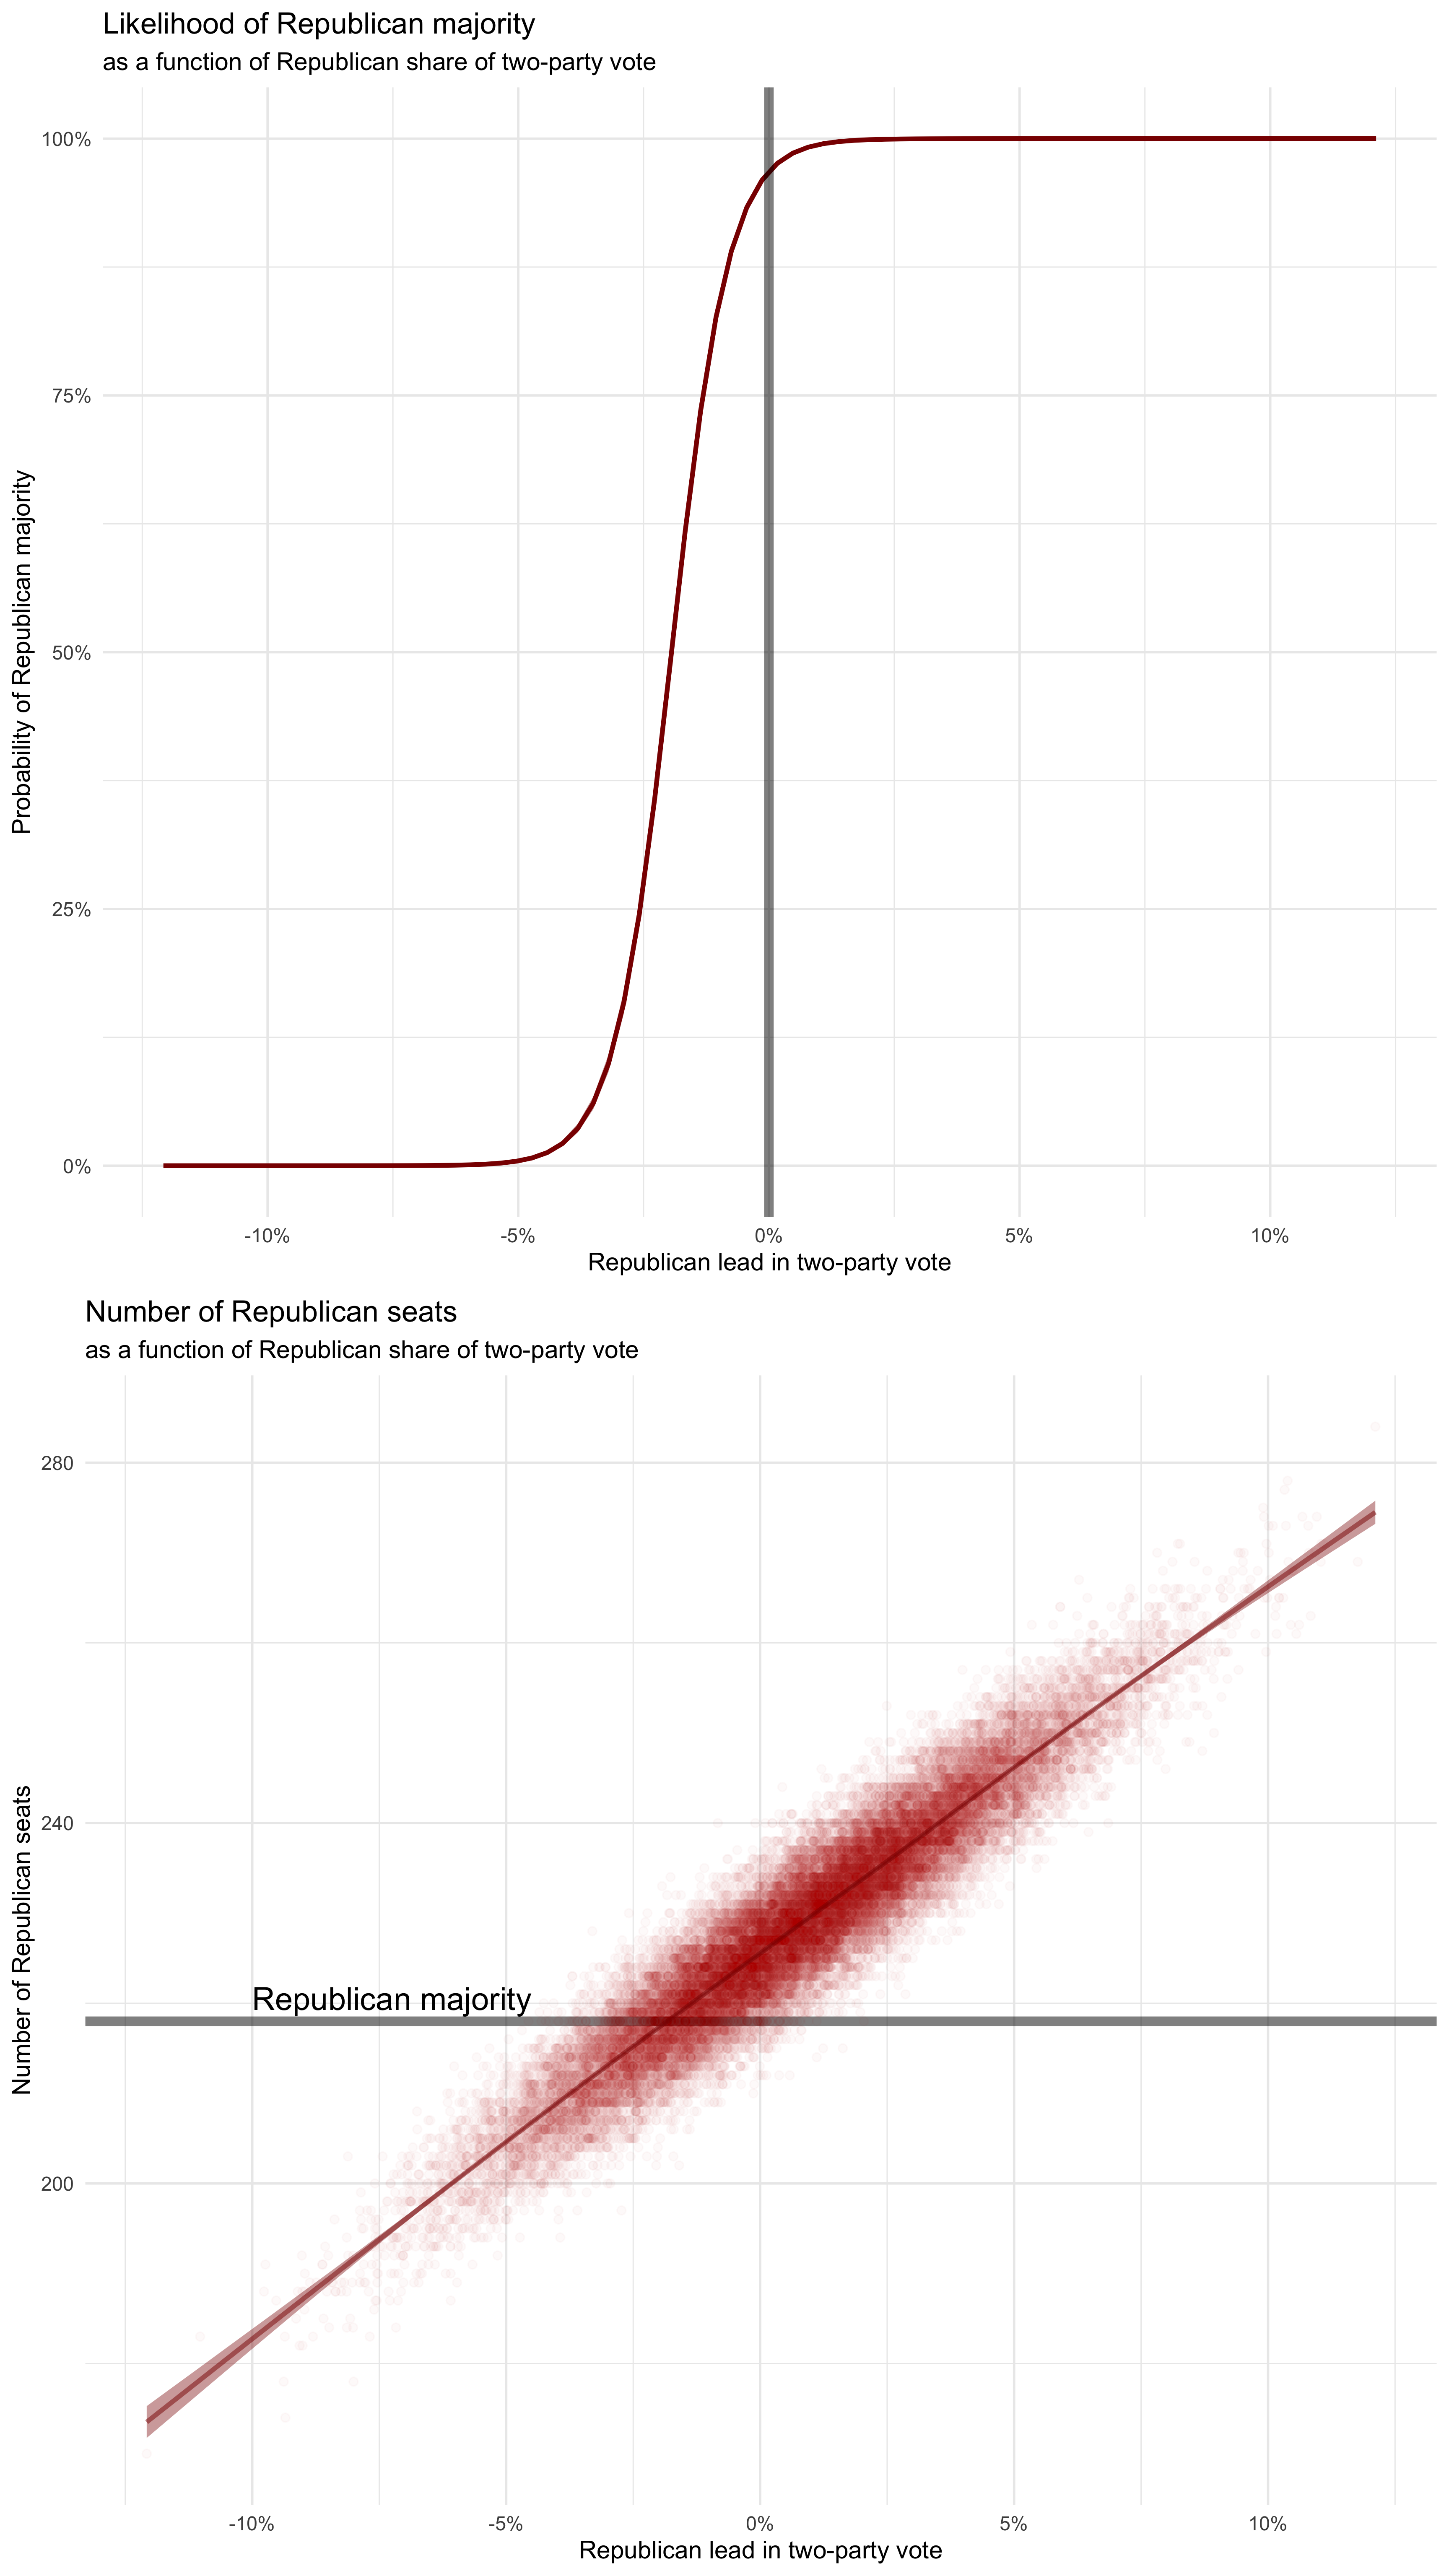 Likelihood of Republican majority
as a function of Republican share of two-party vote
100%
75%
50%
25%
0%
Probability of Republican majority
-10% -5% 0% 5% 10%
Republican lead in two-party vote
Number of Republican seats
as a function of Republican share of two-party vote
280
240
200
Number of Republican seats
Republican majority
-10% -5% 0% 5% 10%
Republican lead in two-party vote